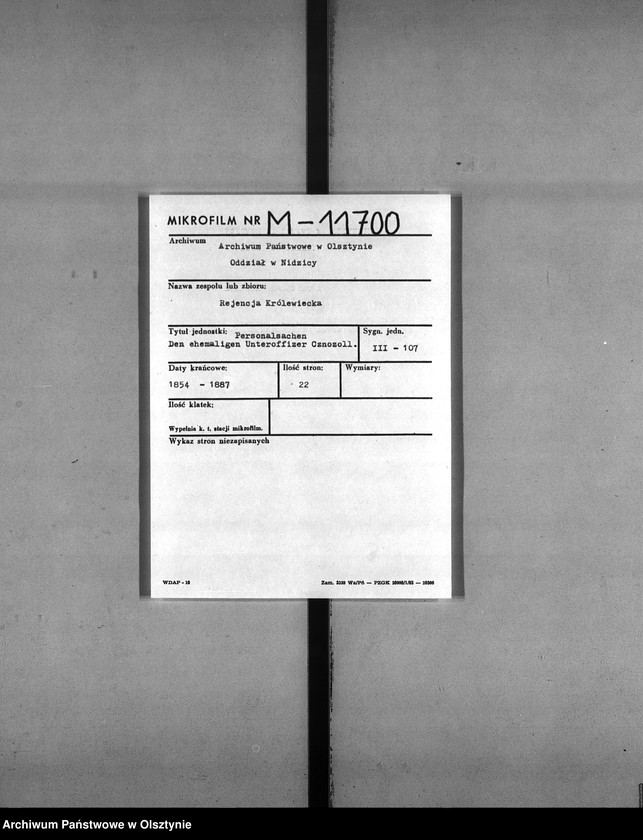 MIKROFILM NR M-11700
Archiwum
Archiwum Państwowe w Olsztynie
Oddział w Nidzicy
Nazwa zespołu lub zbioru:
Rejencja Królewiecka
Tytuł jednostki: Personalsachen
Den ehemaligen Unteroffizer Cznozoll.
Sygn. jedn.
III - 107
Daty krańcowe:
1854 - 1887
Ilość stron:
22
Wymiary:
Ilość klatek:
Wypełnia k. t. stacji mikrofilm.
Wykaz stron niezapisanych
WDAP - 15
Archiwum Państwowe w Olsztynie